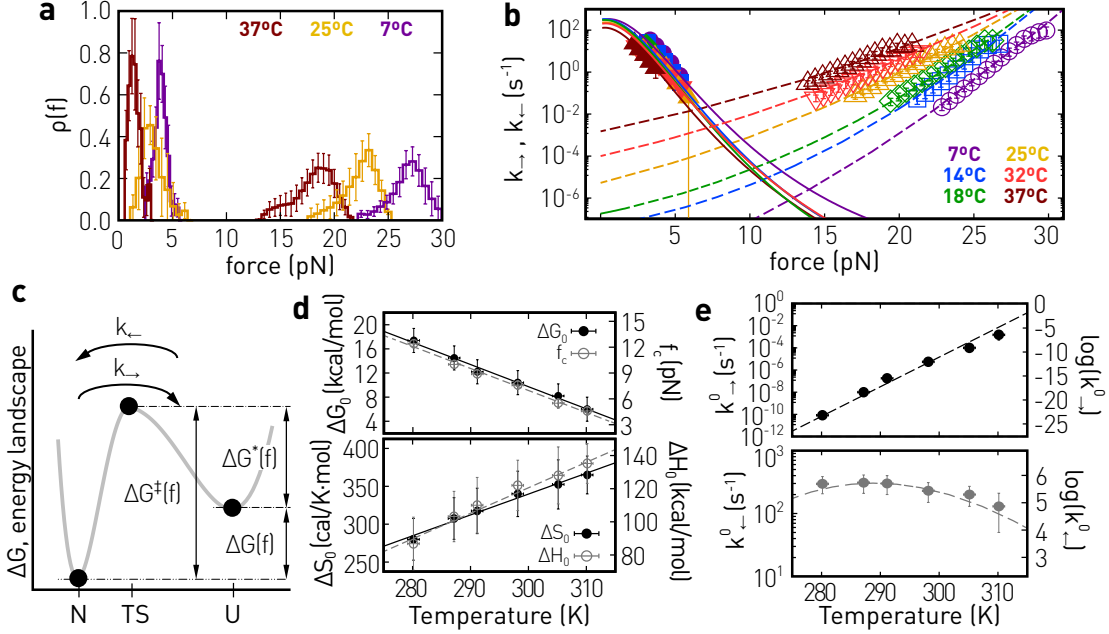 a
37ºC 25ºC 7ºC
ρ(f)
0.8
0.6
0.4
0.2
0.0
0 5 10 15 20 25 30
force (pN)
b
k→, k← (s⁻¹)
10²
10⁰
10⁻²
10⁻⁴
10⁻⁶
7ºC 25ºC
14ºC 32ºC
18ºC 37ºC
5 10 15 20 25 30
force (pN)
c
ΔG, energy landscape
k←
k→
ΔG*(f)
ΔG‡(f)
ΔG(f)
N TS U
d
ΔG₀ (kcal/mol)
20
16
12
8
4
ΔG₀
f꜀
15
12
9
6
3
f꜀ (pN)
ΔS₀ (cal/K·mol)
400
350
300
250
ΔS₀
ΔH₀
135
120
100
80
ΔH₀ (kcal/mol)
280 290 300 310
Temperature (K)
e
k⁰→ (s⁻¹)
10⁰
10⁻²
10⁻⁴
10⁻⁶
10⁻⁸
10⁻¹⁰
10⁻¹²
0
−5
−10
−15
−20
−25
log(k⁰→)
k⁰← (s⁻¹)
10³
10²
10¹
6
5
4
3
log(k⁰←)
280 290 300 310
Temperature (K)